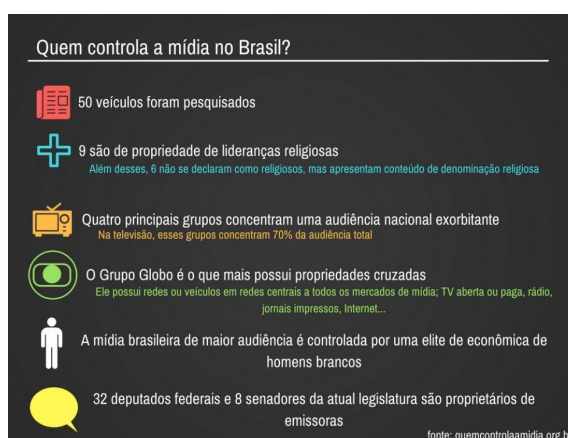 Quem controla a mídia no Brasil?
50 veículos foram pesquisados
9 são de propriedade de lideranças religiosas
Além desses, 6 não se declaram como religiosos, mas apresentam conteúdo de denominação religiosa
Quatro principais grupos concentram uma audiência nacional exorbitante
Na televisão, esses grupos concentram 70% da audiência total
O Grupo Globo é o que mais possui propriedades cruzadas
Ele possui redes ou veículos em redes centrais a todos os mercados de mídia; TV aberta ou paga, rádio,
jornais impressos, Internet...
A mídia brasileira de maior audiência é controlada por uma elite de econômica de
homens brancos
32 deputados federais e 8 senadores da atual legislatura são proprietários de
emissoras
fonte: quemcontrolaamidia.org.b